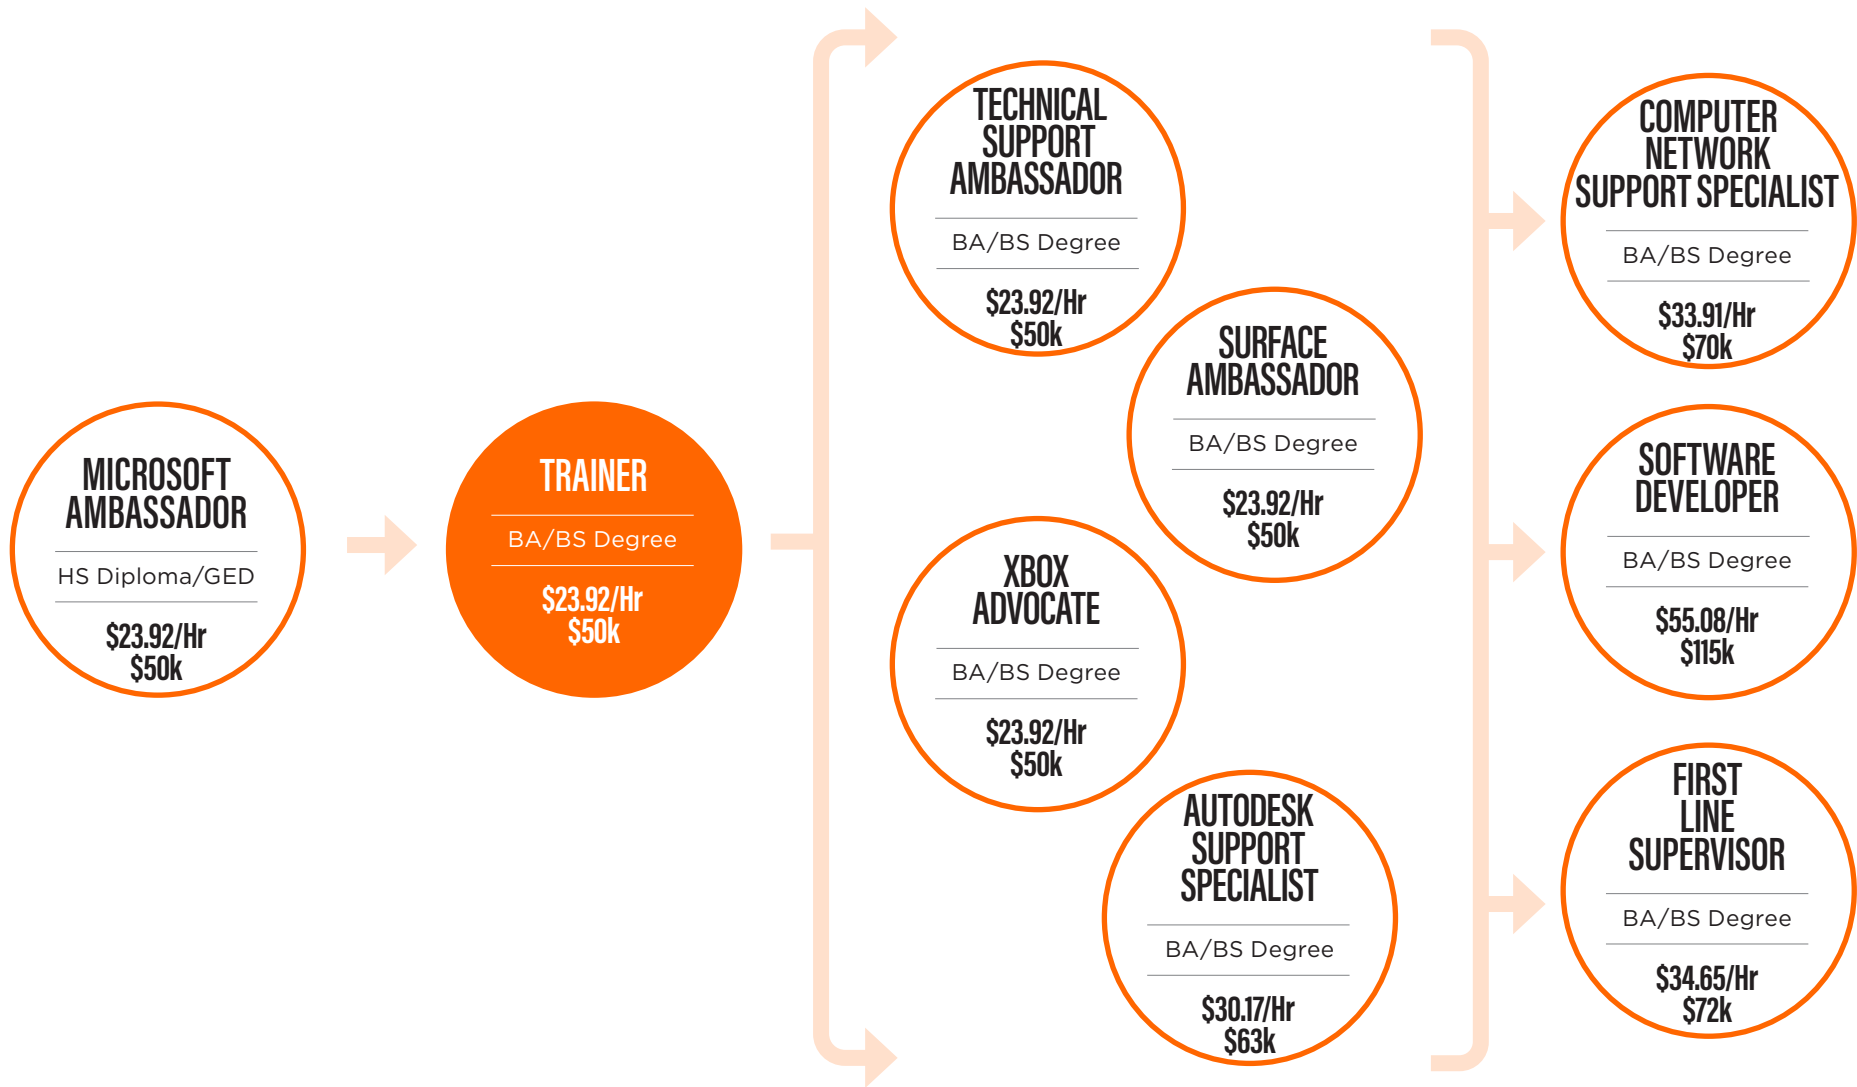 MICROSOFT
AMBASSADOR
HS Diploma/GED
$23.92/Hr
$50k
TRAINER
BA/BS Degree
$23.92/Hr
$50k
TECHNICAL
SUPPORT
AMBASSADOR
BA/BS Degree
$23.92/Hr
$50k
SURFACE
AMBASSADOR
BA/BS Degree
$23.92/Hr
$50k
XBOX
ADVOCATE
BA/BS Degree
$23.92/Hr
$50k
AUTODESK
SUPPORT
SPECIALIST
BA/BS Degree
$30.17/Hr
$63k
COMPUTER
NETWORK
SUPPORT SPECIALIST
BA/BS Degree
$33.91/Hr
$70k
SOFTWARE
DEVELOPER
BA/BS Degree
$55.08/Hr
$115k
FIRST
LINE
SUPERVISOR
BA/BS Degree
$34.65/Hr
$72k